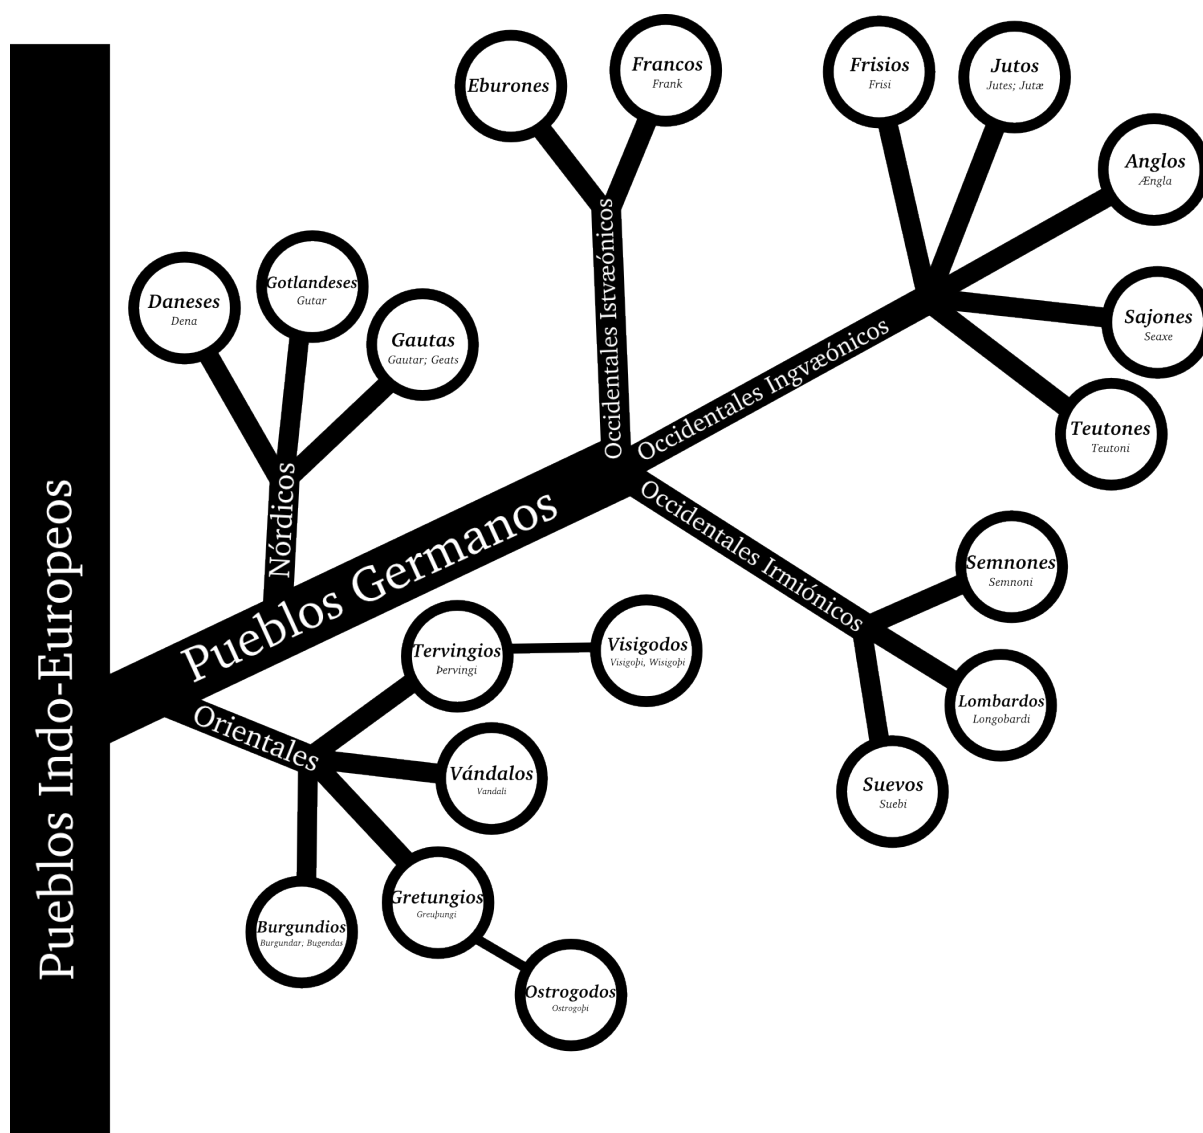 Pueblos Indo-Europeos
Pueblos Germanos
Nórdicos
Daneses
Dena
Gotlandeses
Gutar
Gautas
Gautar; Geats
Occidentales Istvæónicos
Eburones
Francos
Frank
Occidentales Ingvæónicos
Frisios
Frisi
Jutos
Jutes; Jutæ
Anglos
Ængla
Sajones
Seaxe
Teutones
Teutoni
Occidentales Irmiónicos
Semnones
Semnoni
Lombardos
Longobardi
Suevos
Suebi
Orientales
Tervingios
Þervingi
Visigodos
Visigoþi, Wisigoþi
Vándalos
Vandali
Gretungios
Greuþungi
Ostrogodos
Ostrogoþi
Burgundios
Burgundar; Bugendas